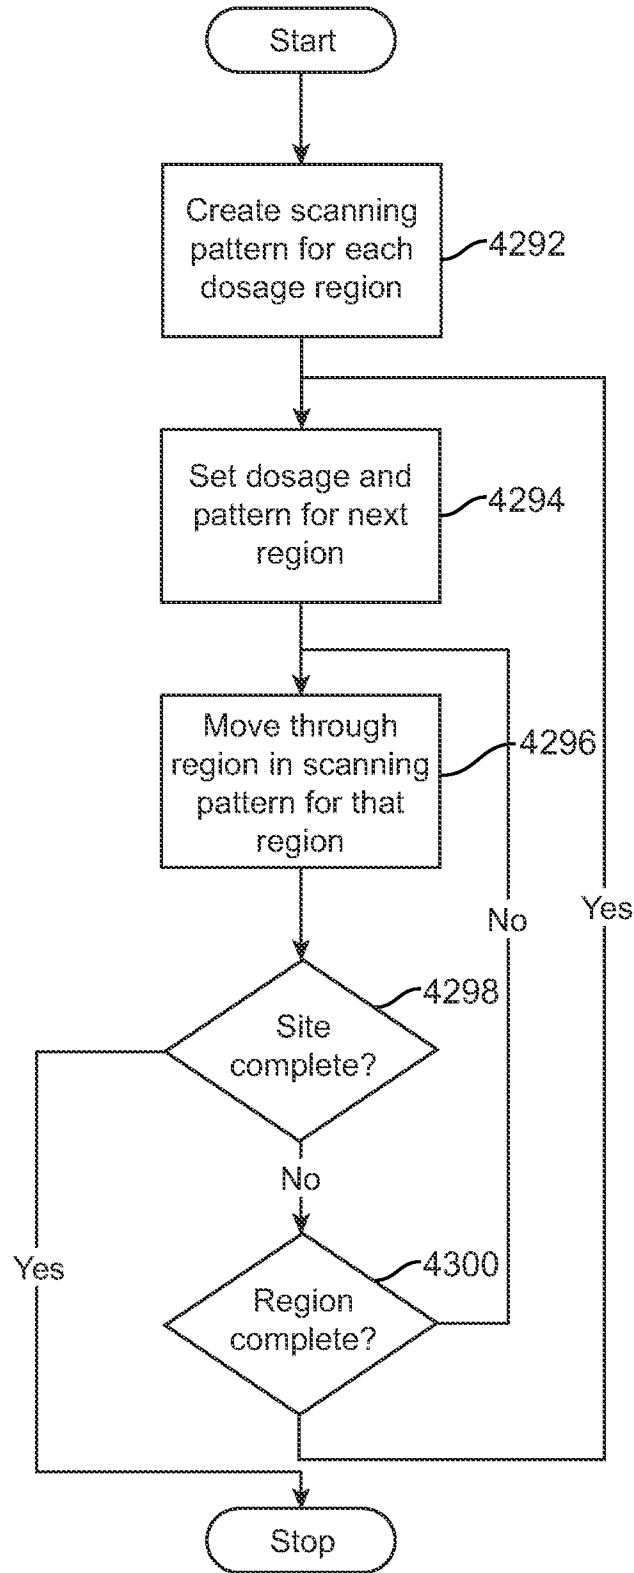 Start
Create scanning
pattern for each
dosage region
4292
Set dosage and
pattern for next
region
4294
Move through
region in scanning
pattern for that
region
4296
No
Yes
4298
Site
complete?
No
Yes
4300
Region
complete?
Stop